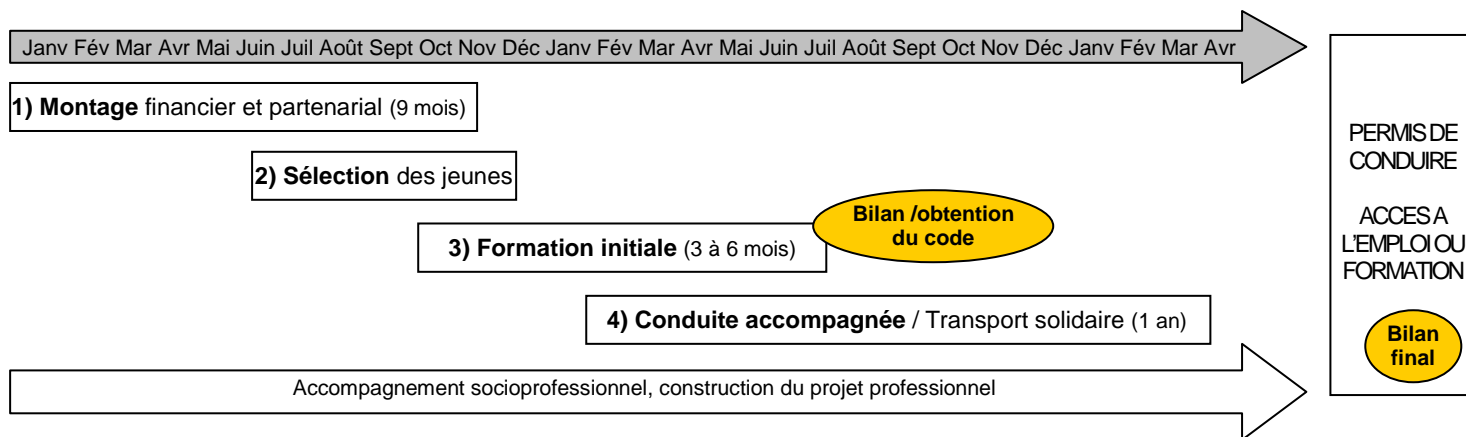 Janv Fév Mar Avr Mai Juin Juil Août Sept Oct Nov Déc Janv Fév Mar Avr Mai Juin Juil Août Sept Oct Nov Déc Janv Fév Mar Avr
1) Montage financier et partenarial (9 mois)
2) Sélection des jeunes
Bilan /obtention
du code
3) Formation initiale (3 à 6 mois)
4) Conduite accompagnée / Transport solidaire (1 an)
Accompagnement socioprofessionnel, construction du projet professionnel
PERMIS DE
CONDUIRE
ACCES A
L'EMPLOI OU
FORMATION
Bilan
final